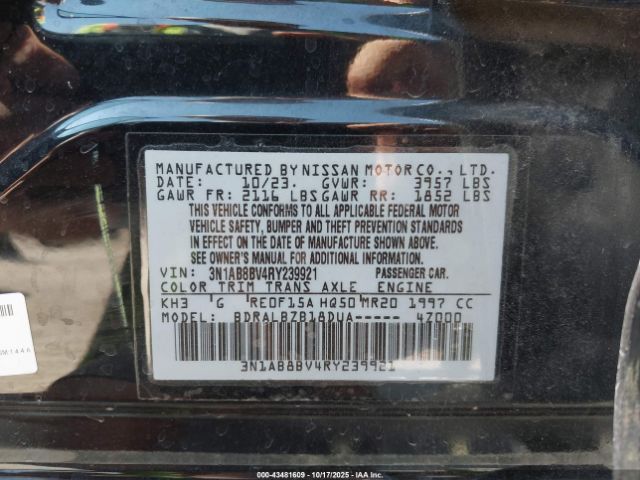 MANUFACTURED BY NISSAN MOTOR CO., LTD.
DATE: 10/23. GVWR: 3957 LBS
GAWR FR: 2116 LBS GAWR RR: 1852 LBS
THIS VEHICLE CONFORMS TO ALL APPLICABLE FEDERAL MOTOR
VEHICLE SAFETY, BUMPER AND THEFT PREVENTION STANDARDS
IN EFFECT ON THE DATE OF MANUFACTURE SHOWN ABOVE.
SEE OWNER'S MANUAL FOR ADDITIONAL INFORMATION.
VIN: 3N1AB8BV4RY239921 PASSENGER CAR.
COLOR TRIM TRANS AXLE ENGINE
KH3 G RE0F15A HQ50 MR20 1997 CC
MODEL: BDRALBZB18DUA----- 47000
3N1AB8BV4RY239921
Stock No: 43481609 - 10/17/2025 - IAA Inc.